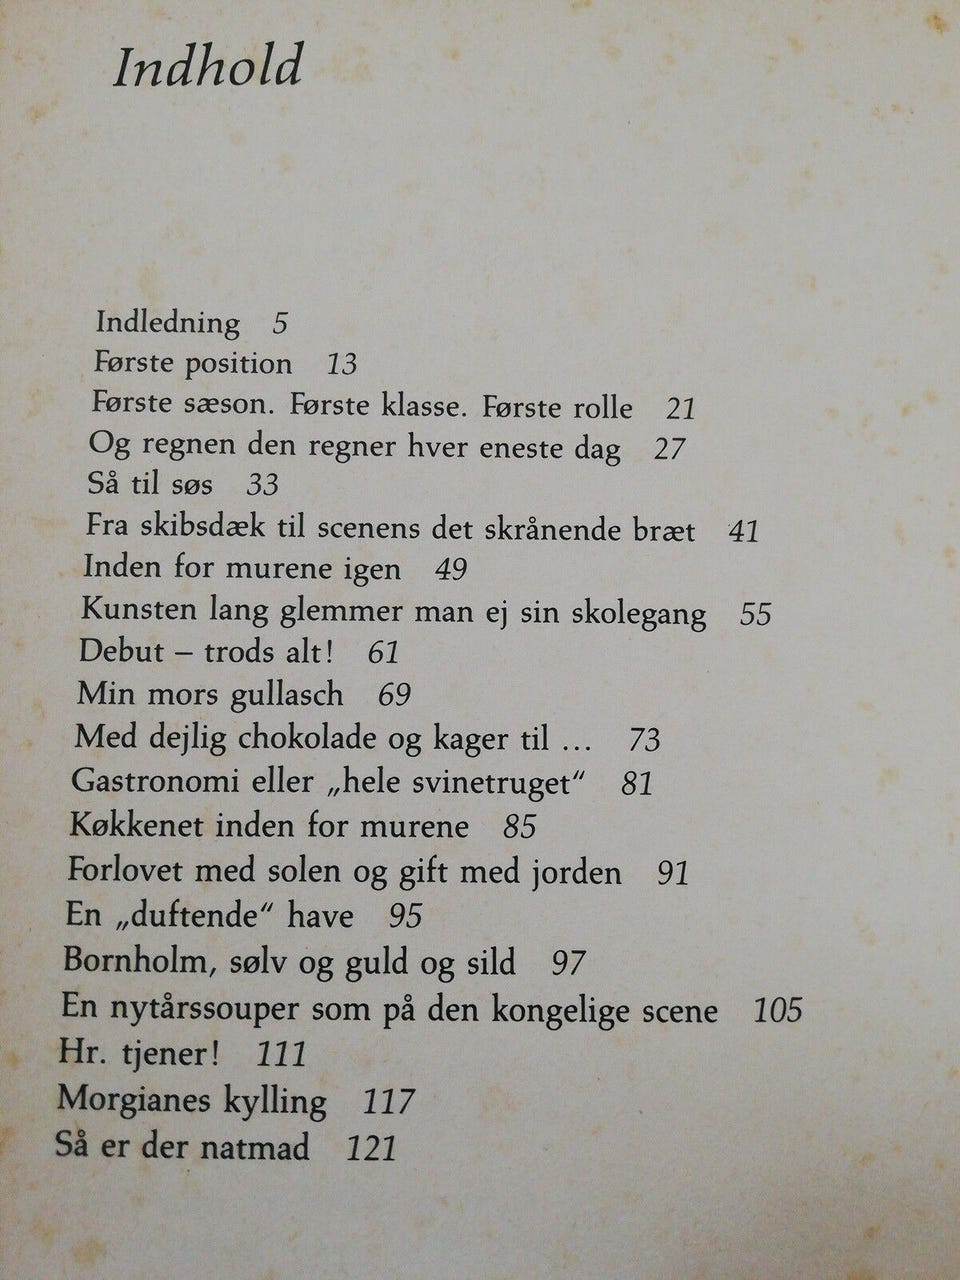 Indhold
Indledning 5
Første position 13
Første sæson. Første klasse. Første rolle 21
Og regnen den regner hver eneste dag 27
Så til søs 33
Fra skibsdæk til scenens det skrånende bræt 41
Inden for murene igen 49
Kunsten lang glemmer man ej sin skolegang 55
Debut – trods alt! 61
Min mors gullasch 69
Med dejlig chokolade og kager til ... 73
Gastronomi eller „hele svinetruget“ 81
Køkkenet inden for murene 85
Forlovet med solen og gift med jorden 91
En „duftende“ have 95
Bornholm, sølv og guld og sild 97
En nytårssouper som på den kongelige scene 105
Hr. tjener! 111
Morgianes kylling 117
Så er der natmad 121